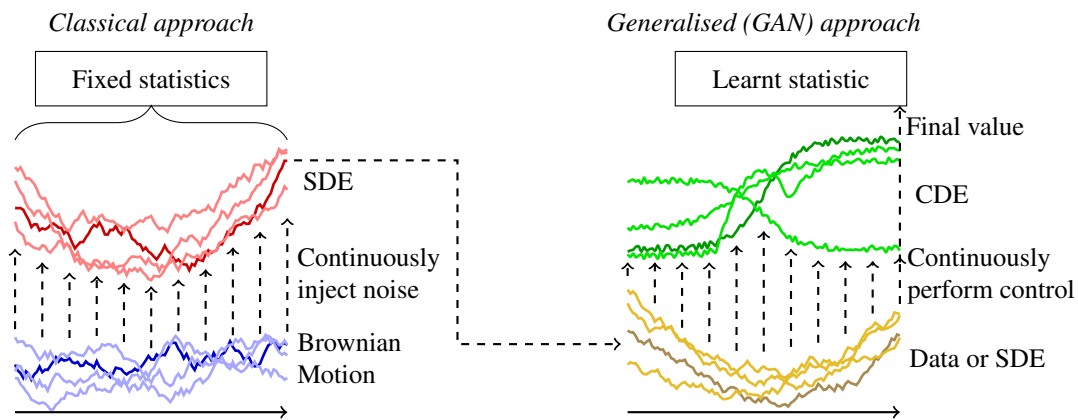 Classical approach
Fixed statistics
SDE
Continuously
inject noise
Brownian
Motion
Generalised (GAN) approach
Learnt statistic
Final value
CDE
Continuously
perform control
Data or SDE